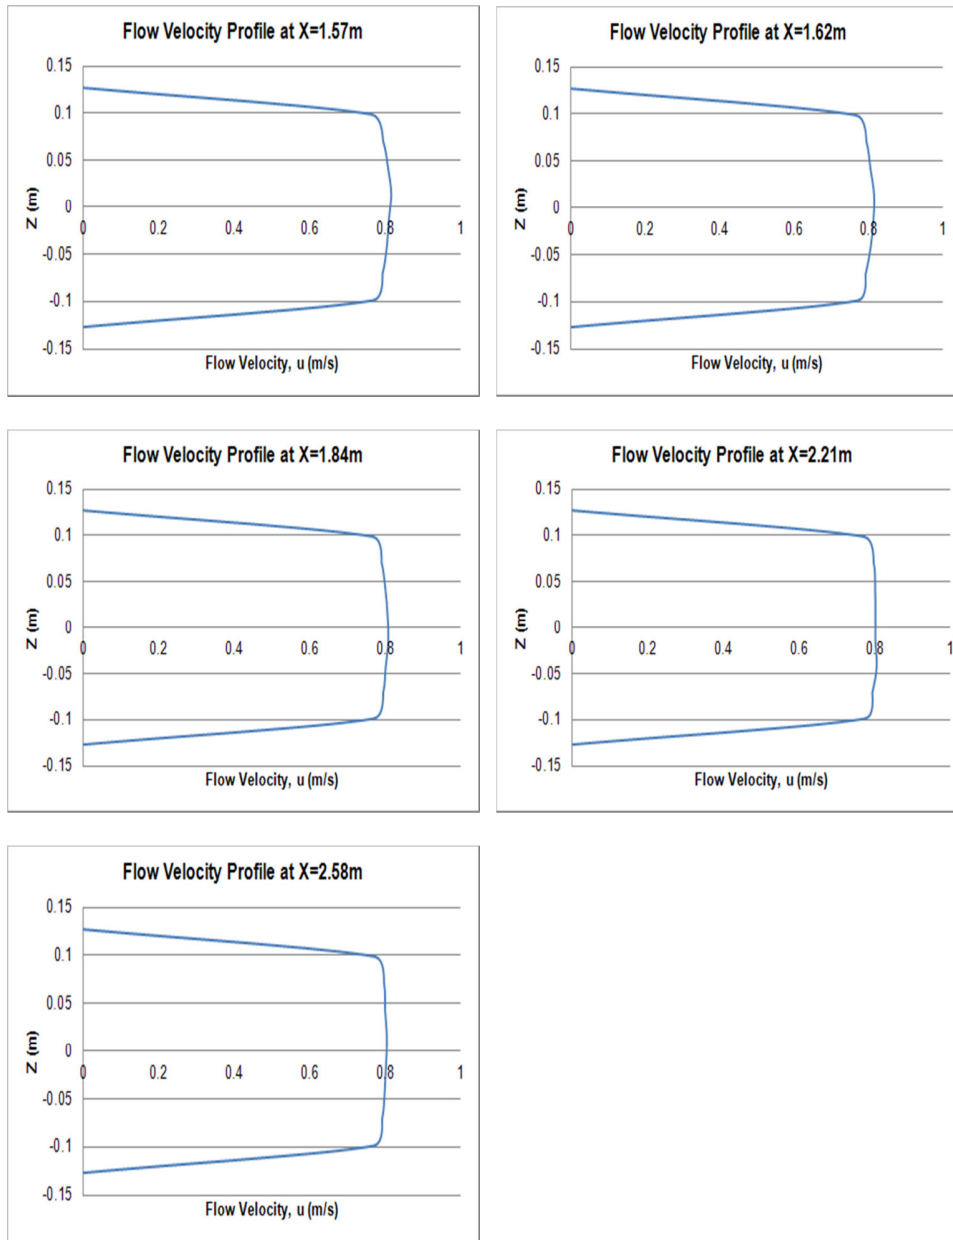 Flow Velocity Profile at X=1.57m
0.15
0.1
0.05
0
-0.05
-0.1
-0.15
Z (m)
0 0.2 0.4 0.6 0.8 1
Flow Velocity, u (m/s)
Flow Velocity Profile at X=1.62m
0.15
0.1
0.05
0
-0.05
-0.1
-0.15
Z (m)
0 0.2 0.4 0.6 0.8 1
Flow Velocity, u (m/s)
Flow Velocity Profile at X=1.84m
0.15
0.1
0.05
0
-0.05
-0.1
-0.15
Z (m)
0 0.2 0.4 0.6 0.8 1
Flow Velocity, u (m/s)
Flow Velocity Profile at X=2.21m
0.15
0.1
0.05
0
-0.05
-0.1
-0.15
Z (m)
0 0.2 0.4 0.6 0.8 1
Flow Velocity, u (m/s)
Flow Velocity Profile at X=2.58m
0.15
0.1
0.05
0
-0.05
-0.1
-0.15
Z (m)
0 0.2 0.4 0.6 0.8 1
Flow Velocity, u (m/s)